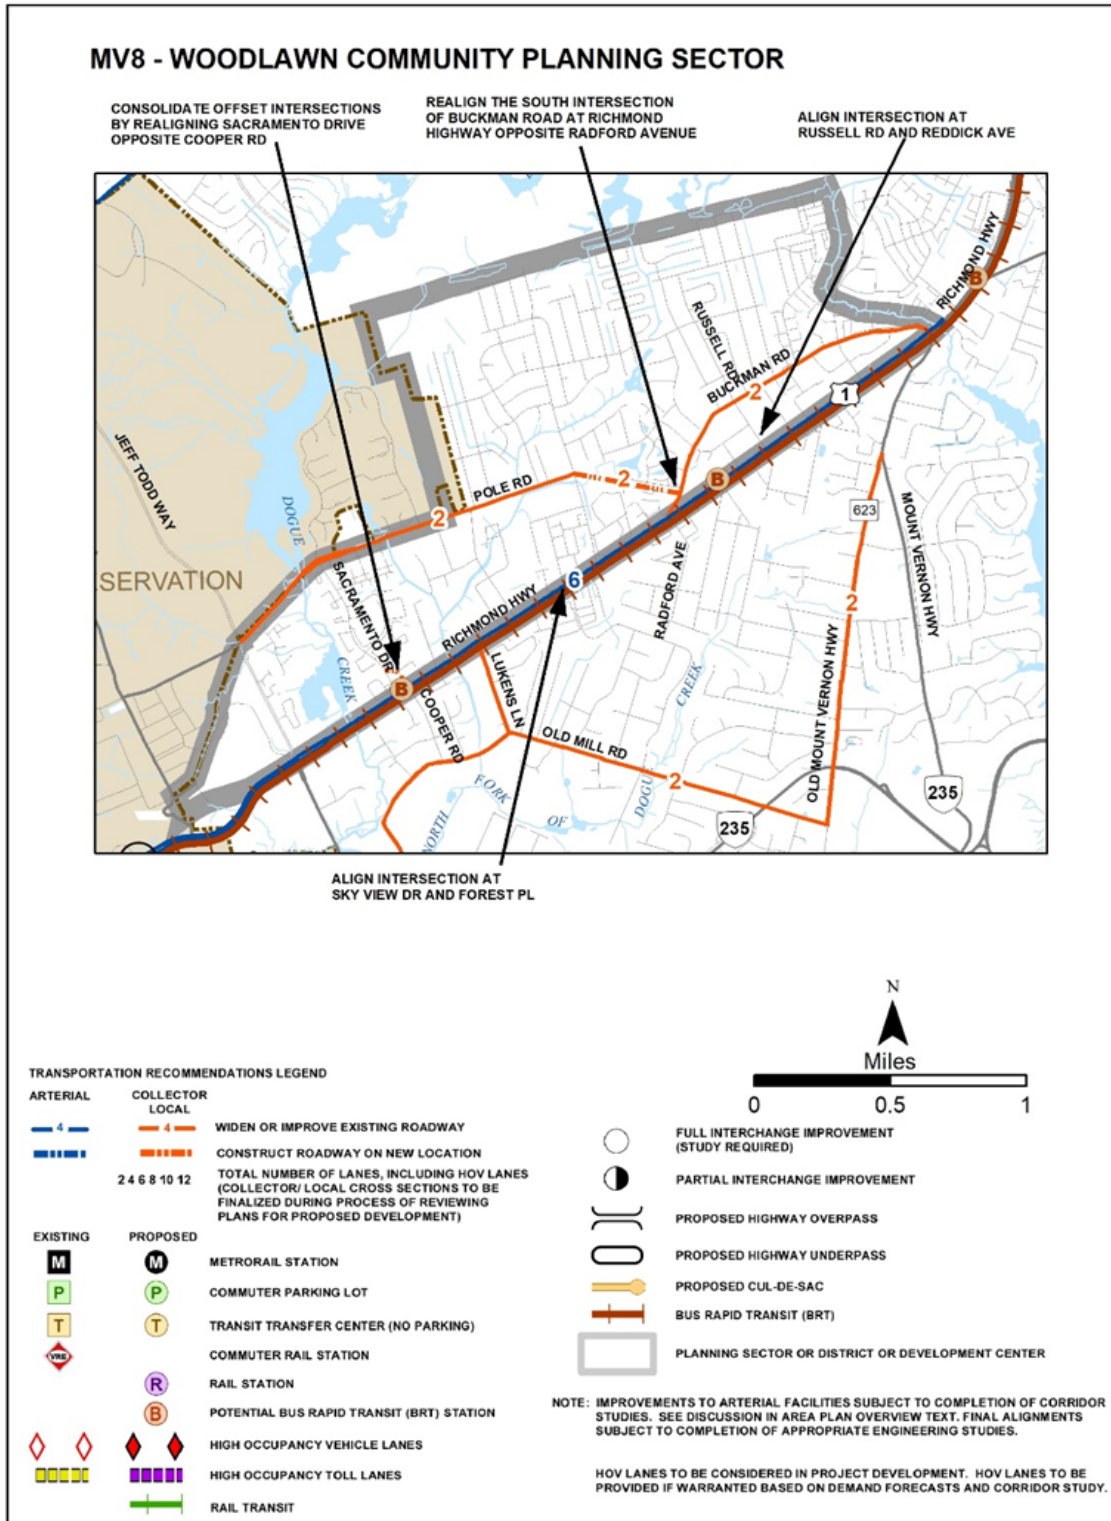 MV8 - WOODLAWN COMMUNITY PLANNING SECTOR
CONSOLIDATE OFFSET INTERSECTIONS
BY REALIGNING SACRAMENTO DRIVE
OPPOSITE COOPER RD
REALIGN THE SOUTH INTERSECTION
OF BUCKMAN ROAD AT RICHMOND
HIGHWAY OPPOSITE RADFORD AVENUE
ALIGN INTERSECTION AT
RUSSELL RD AND REDDICK AVE
RICHMOND HWY
B
RUSSELL RD
BUCKMAN RD
2
1
JEFF TODD WAY
DOGUE
CREEK
2
POLE RD
2
B
623
MOUNT VERNON HWY
SERVATION
SACRAMENTO DR
RICHMOND HWY
6
RADFORD AVE
2
B
COOPER RD
LUKENS LN
OLD MILL RD
2
DOGUE
CREEK
OLD MOUNT VERNON HWY
NORTH
FORK
OF
235
235
ALIGN INTERSECTION AT
SKY VIEW DR AND FOREST PL
N
Miles
0 0.5 1
TRANSPORTATION RECOMMENDATIONS LEGEND
ARTERIAL
COLLECTOR
LOCAL
4 4 WIDEN OR IMPROVE EXISTING ROADWAY
CONSTRUCT ROADWAY ON NEW LOCATION
2 4 6 8 10 12 TOTAL NUMBER OF LANES, INCLUDING HOV LANES
(COLLECTOR/ LOCAL CROSS SECTIONS TO BE
FINALIZED DURING PROCESS OF REVIEWING
PLANS FOR PROPOSED DEVELOPMENT)
EXISTING PROPOSED
M M METRORAIL STATION
P P COMMUTER PARKING LOT
T T TRANSIT TRANSFER CENTER (NO PARKING)
VRE COMMUTER RAIL STATION
R RAIL STATION
B POTENTIAL BUS RAPID TRANSIT (BRT) STATION
HIGH OCCUPANCY VEHICLE LANES
HIGH OCCUPANCY TOLL LANES
RAIL TRANSIT
FULL INTERCHANGE IMPROVEMENT
(STUDY REQUIRED)
PARTIAL INTERCHANGE IMPROVEMENT
PROPOSED HIGHWAY OVERPASS
PROPOSED HIGHWAY UNDERPASS
PROPOSED CUL-DE-SAC
BUS RAPID TRANSIT (BRT)
PLANNING SECTOR OR DISTRICT OR DEVELOPMENT CENTER
NOTE: IMPROVEMENTS TO ARTERIAL FACILITIES SUBJECT TO COMPLETION OF CORRIDOR
STUDIES. SEE DISCUSSION IN AREA PLAN OVERVIEW TEXT. FINAL ALIGNMENTS
SUBJECT TO COMPLETION OF APPROPRIATE ENGINEERING STUDIES.
HOV LANES TO BE CONSIDERED IN PROJECT DEVELOPMENT. HOV LANES TO BE
PROVIDED IF WARRANTED BASED ON DEMAND FORECASTS AND CORRIDOR STUDY.